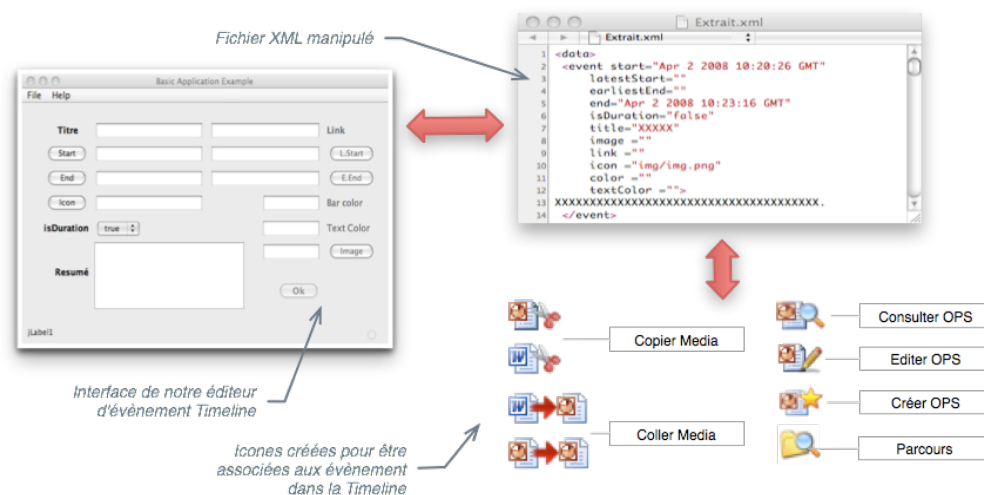 Fichier XML manipulé
Extrait.xml
Extrait.xml
1 <data>
2 <event start="Apr 2 2008 10:20:26 GMT"
3 latestStart=""
4 earliestEnd=""
5 end="Apr 2 2008 10:23:16 GMT"
6 isDuration="false"
7 title="XXXXX"
8 image =""
9 link =""
10 icon ="img/img.png"
11 color =""
12 textColor ="">
13 XXXXXXXXXXXXXXXXXXXXXXXXXXXXXXXXXXXXXXXX.
14 </event>
Basic Application Example
File Help
Titre Link
Start L.Start
End E.End
Icon Bar color
isDuration true Text Color
Image
Resumé
Ok
jLabel1
Interface de notre éditeur
d'évènement Timeline
Icones créées pour être
associées aux évènement
dans la Timeline
Copier Media
Coller Media
Consulter OPS
Editer OPS
Créer OPS
Parcours